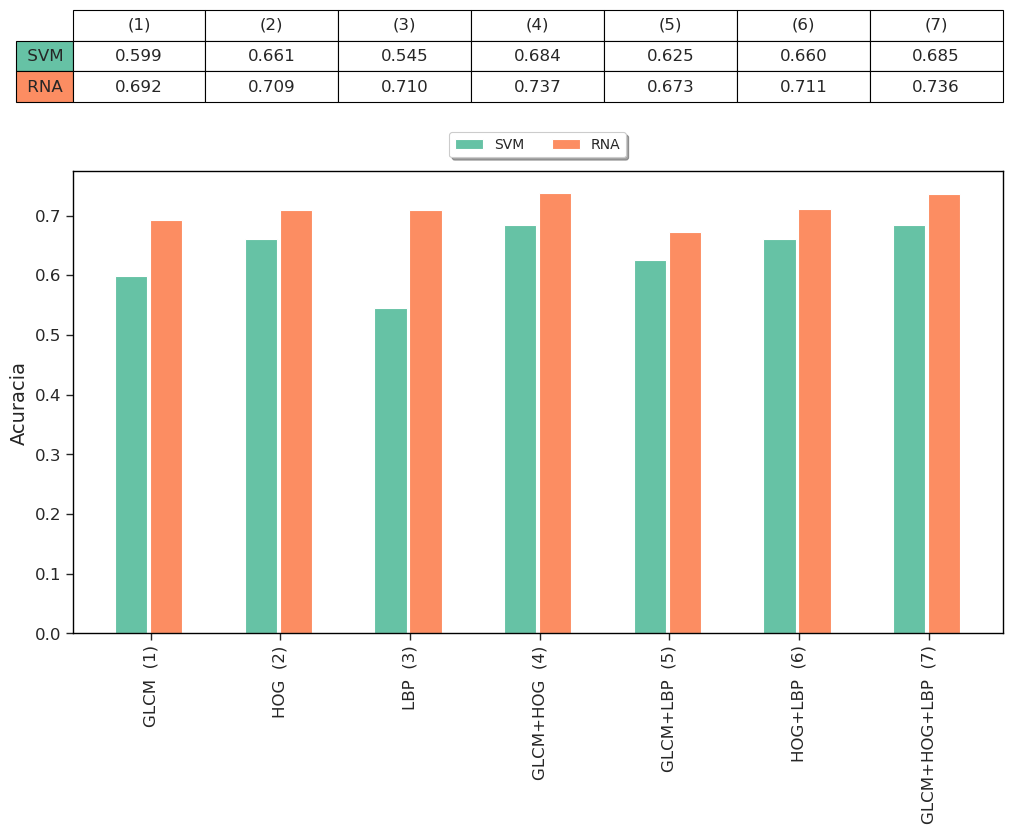 (1) (2) (3) (4) (5) (6) (7)
SVM 0.599 0.661 0.545 0.684 0.625 0.660 0.685
RNA 0.692 0.709 0.710 0.737 0.673 0.711 0.736
SVM RNA
Acuracia
0.7
0.6
0.5
0.4
0.3
0.2
0.1
0.0
GLCM (1)
HOG (2)
LBP (3)
GLCM+HOG (4)
GLCM+LBP (5)
HOG+LBP (6)
GLCM+HOG+LBP (7)